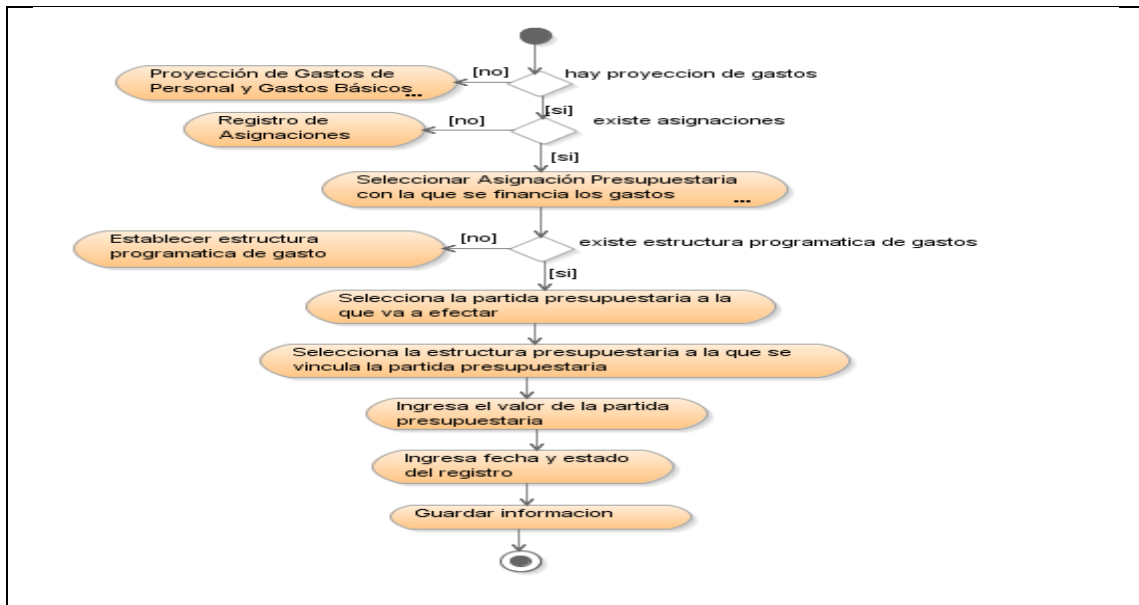 [no]
hay proyeccion de gastos
Proyección de Gastos de
Personal y Gastos Básicos
...
[si]
[no]
existe asignaciones
Registro de
Asignaciones
[si]
Seleccionar Asignación Presupuestaria
con la que se financia los gastos
...
[no]
existe estructura programatica de gastos
Establecer estructura
programatica de gasto
[si]
Selecciona la partida presupuestaria a la
que va a efectar
Selecciona la estructura presupuestaria a la que se
vincula la partida presupuestaria
Ingresa el valor de la partida
presupuestaria
Ingresa fecha y estado
del registro
Guardar informacion